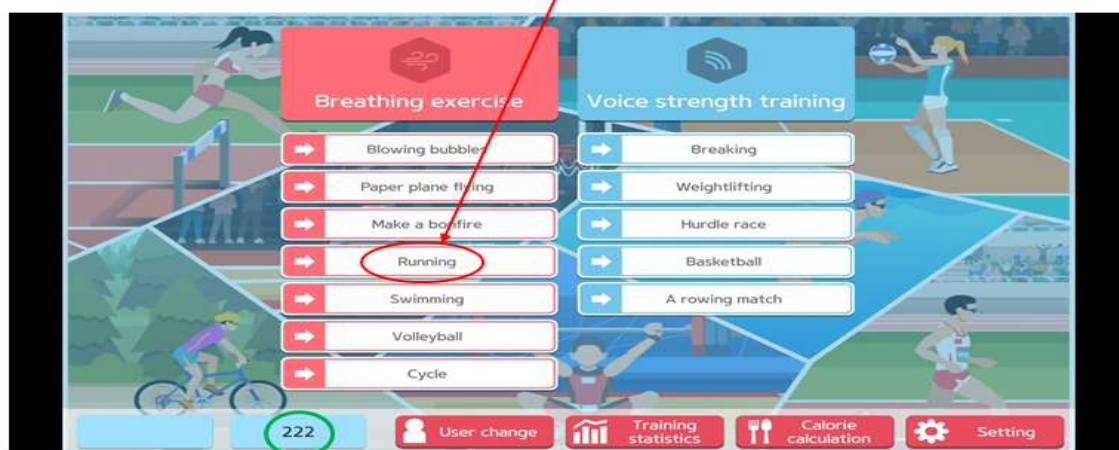 Breathing exercise
Blowing bubbles
Paper plane flying
Make a bonfire
Running
Swimming
Volleyball
Cycle
Voice strength training
Breaking
Weightlifting
Hurdle race
Basketball
A rowing match
222
User change
Training
statistics
Calorie
calculation
Setting